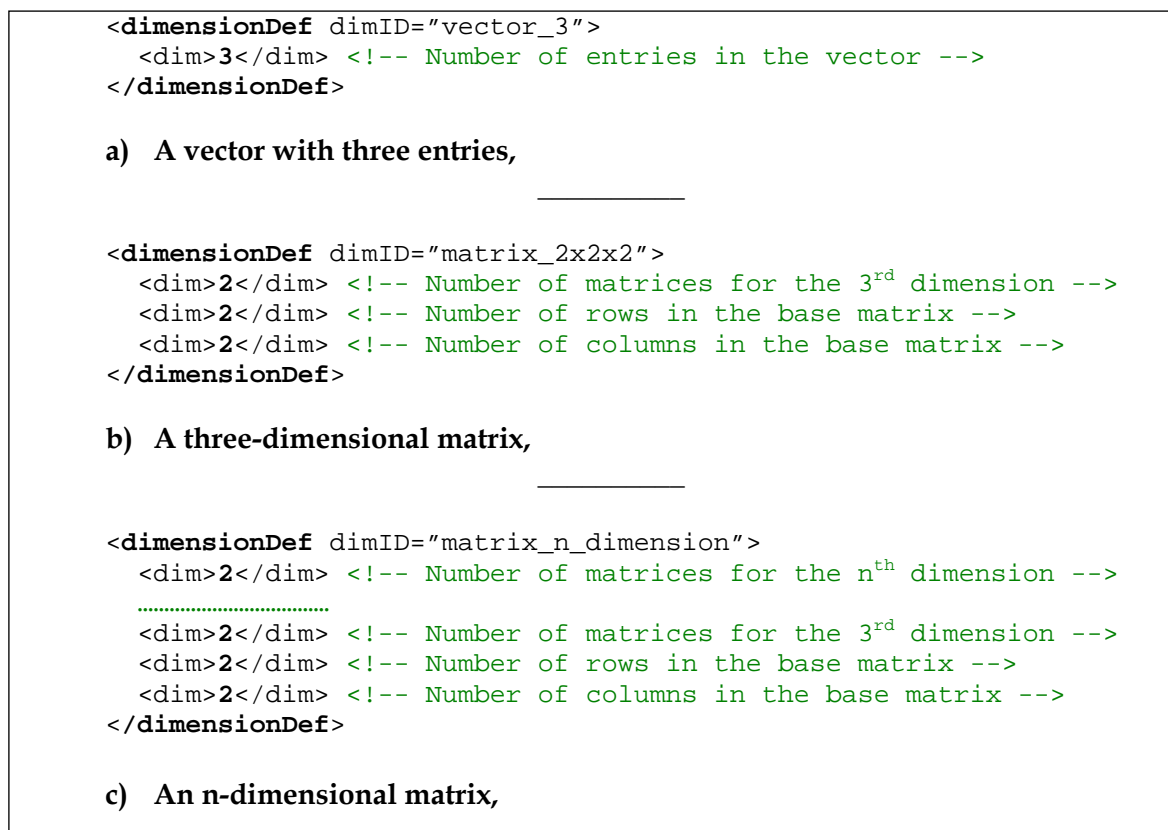 <dimensionDef dimID="vector_3">
<dim>3</dim> <!-- Number of entries in the vector -->
</dimensionDef>
a) A vector with three entries,
<dimensionDef dimID="matrix_2x2x2">
<dim>2</dim> <!-- Number of matrices for the 3rd dimension -->
<dim>2</dim> <!-- Number of rows in the base matrix -->
<dim>2</dim> <!-- Number of columns in the base matrix -->
</dimensionDef>
b) A three-dimensional matrix,
<dimensionDef dimID="matrix_n_dimension">
<dim>2</dim> <!-- Number of matrices for the nth dimension -->
......................................
<dim>2</dim> <!-- Number of matrices for the 3rd dimension -->
<dim>2</dim> <!-- Number of rows in the base matrix -->
<dim>2</dim> <!-- Number of columns in the base matrix -->
</dimensionDef>
c) An n-dimensional matrix,